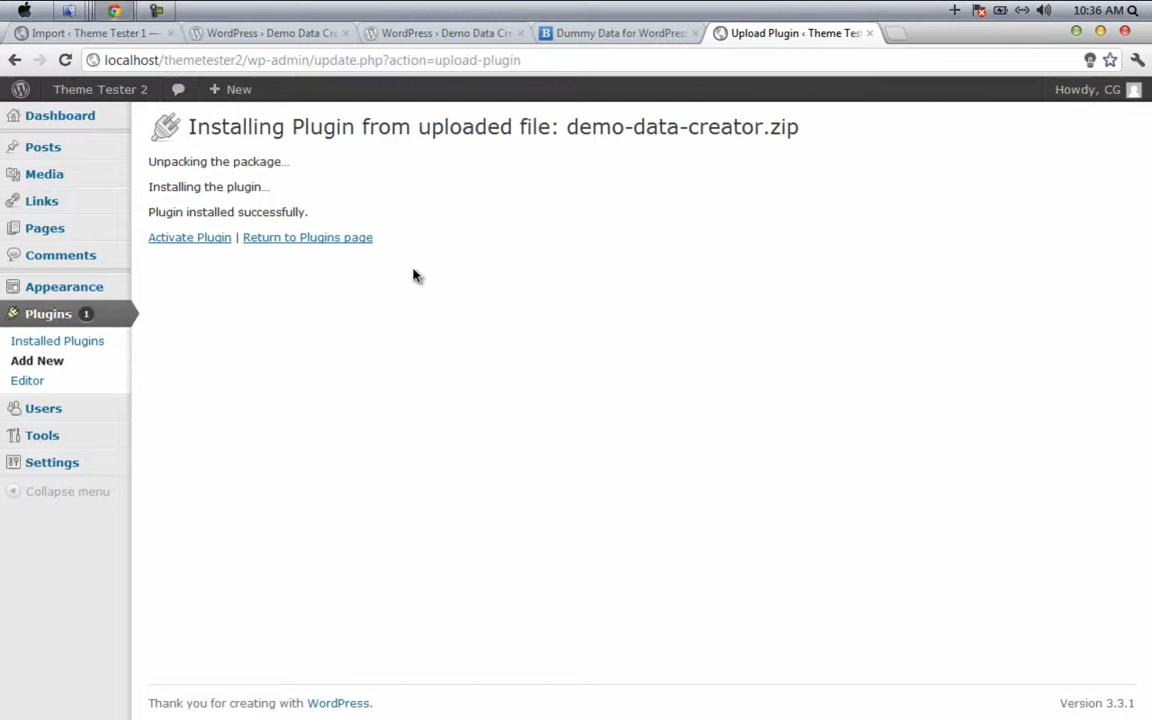 10:36 AM
Import ‹ Theme Tester 1 —
WordPress › Demo Data Cre
WordPress › Demo Data Cre
Dummy Data for WordPress
Upload Plugin ‹ Theme Test
localhost/themetester2/wp-admin/update.php?action=upload-plugin
Theme Tester 2
+ New
Howdy, CG
Dashboard
Posts
Media
Links
Pages
Comments
Appearance
Plugins 1
Installed Plugins
Add New
Editor
Users
Tools
Settings
Collapse menu
Installing Plugin from uploaded file: demo-data-creator.zip
Unpacking the package…
Installing the plugin…
Plugin installed successfully.
Activate Plugin | Return to Plugins page
Thank you for creating with WordPress.
Version 3.3.1